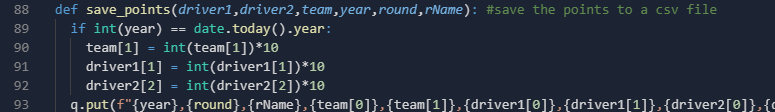 88 def save_points(driver1,driver2,team,year,round,rName): #save the points to a csv file
89 if int(year) == date.today().year:
90 team[1] = int(team[1])*10
91 driver1[1] = int(driver1[1])*10
92 driver2[2] = int(driver2[2])*10
93 q.put(f"{year},{round},{rName},{team[0]},{team[1]},{driver1[0]},{driver1[1]},{driver2[0]},{